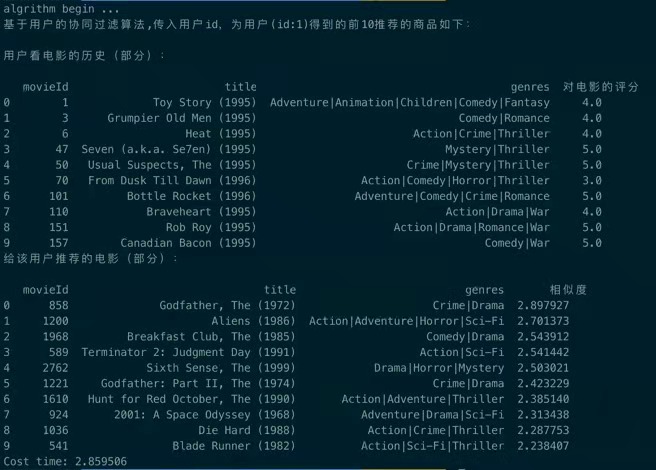 algrithm begin ...
基于用户的协同过滤算法,传入用户id, 为用户(id:1)得到的前10推荐的商品如下:
用户看电影的历史（部分）:
movieId title genres 对电影的评分
0 1 Toy Story (1995) Adventure|Animation|Children|Comedy|Fantasy 4.0
1 3 Grumpier Old Men (1995) Comedy|Romance 4.0
2 6 Heat (1995) Action|Crime|Thriller 4.0
3 47 Seven (a.k.a. Se7en) (1995) Mystery|Thriller 5.0
4 50 Usual Suspects, The (1995) Crime|Mystery|Thriller 5.0
5 70 From Dusk Till Dawn (1996) Action|Comedy|Horror|Thriller 3.0
6 101 Bottle Rocket (1996) Adventure|Comedy|Crime|Romance 5.0
7 110 Braveheart (1995) Action|Drama|War 4.0
8 151 Rob Roy (1995) Action|Drama|Romance|War 5.0
9 157 Canadian Bacon (1995) Comedy|War 5.0
给该用户推荐的电影（部分）:
movieId title genres 相似度
0 858 Godfather, The (1972) Crime|Drama 2.897927
1 1200 Aliens (1986) Action|Adventure|Horror|Sci-Fi 2.701373
2 1968 Breakfast Club, The (1985) Comedy|Drama 2.543912
3 589 Terminator 2: Judgment Day (1991) Action|Sci-Fi 2.541442
4 2762 Sixth Sense, The (1999) Drama|Horror|Mystery 2.503021
5 1221 Godfather: Part II, The (1974) Crime|Drama 2.423229
6 1610 Hunt for Red October, The (1990) Action|Adventure|Thriller 2.385140
7 924 2001: A Space Odyssey (1968) Adventure|Drama|Sci-Fi 2.313438
8 1036 Die Hard (1988) Action|Crime|Thriller 2.287753
9 541 Blade Runner (1982) Action|Sci-Fi|Thriller 2.238407
Cost time: 2.859506